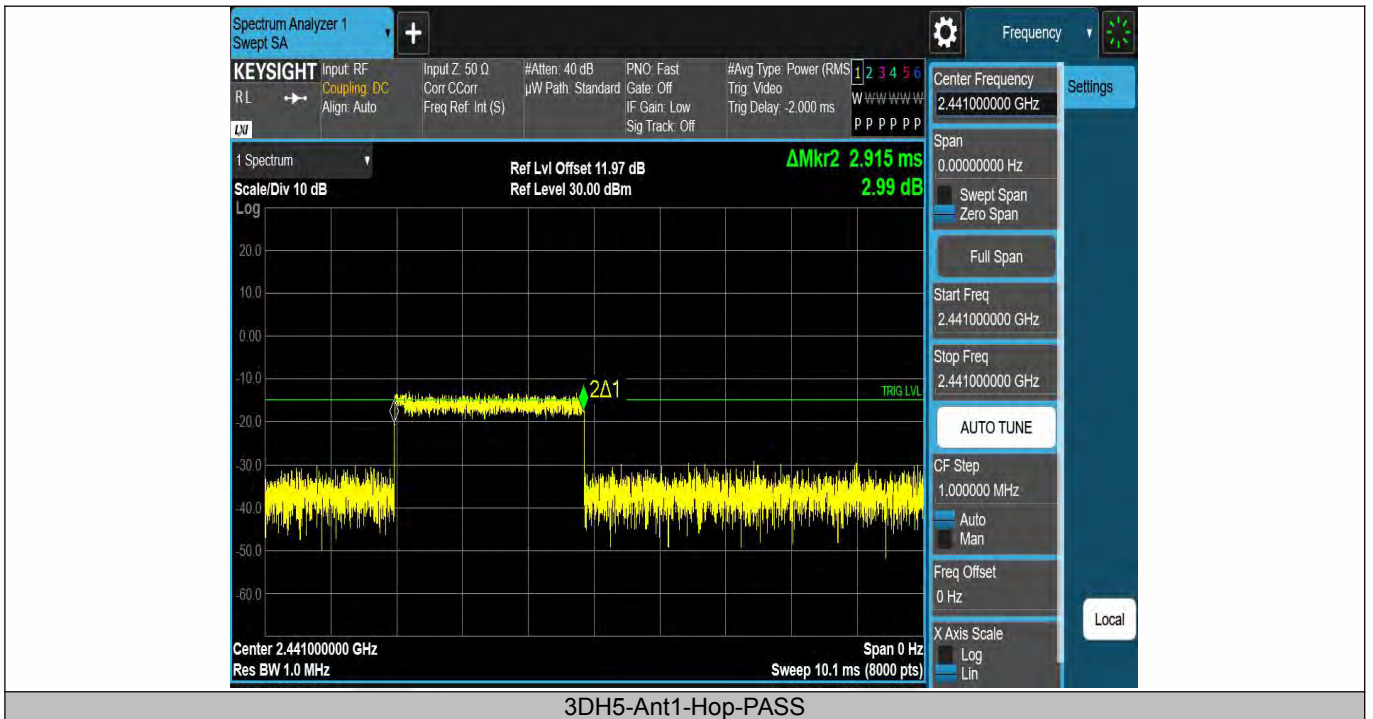 Spectrum Analyzer 1
Swept SA
+
Frequency
KEYSIGHT
RL
LXI
Input: RF
Coupling: DC
Align: Auto
Input Z: 50 Ω
Corr CCorr
Freq Ref: Int (S)
#Atten: 40 dB
µW Path: Standard
PNO: Fast
Gate: Off
IF Gain: Low
Sig Track: Off
#Avg Type: Power (RMS
Trig: Video
Trig Delay: -2.000 ms
1 2 3 4 5 6
W W W W W W
P P P P P P
1 Spectrum
Scale/Div 10 dB
Log
Ref Lvl Offset 11.97 dB
Ref Level 30.00 dBm
ΔMkr2 2.915 ms
2.99 dB
20.0
10.0
0.00
-10.0
-20.0
-30.0
-40.0
-50.0
-60.0
2Δ1
TRIG LVL
Center 2.441000000 GHz
Res BW 1.0 MHz
Span 0 Hz
Sweep 10.1 ms (8000 pts)
Center Frequency
2.441000000 GHz
Settings
Span
0.00000000 Hz
Swept Span
Zero Span
Full Span
Start Freq
2.441000000 GHz
Stop Freq
2.441000000 GHz
AUTO TUNE
CF Step
1.000000 MHz
Auto
Man
Freq Offset
0 Hz
X Axis Scale
Log
Lin
Local
3DH5-Ant1-Hop-PASS